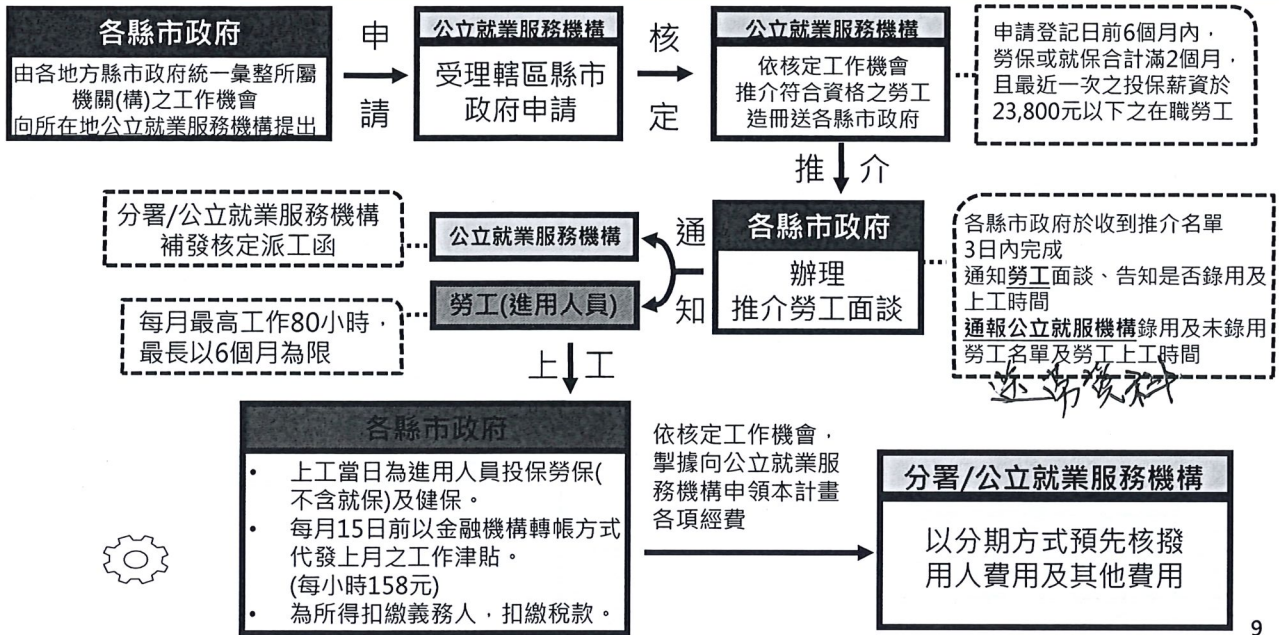 各縣市政府
由各地方縣市政府統一彙整所屬
機關(構)之工作機會
向所在地公立就業服務機構提出
申
請
公立就業服務機構
受理轄區縣市
政府申請
核
定
公立就業服務機構
依核定工作機會
推介符合資格之勞工
造冊送各縣市政府
申請登記日前6個月內，
勞保或就保合計滿2個月，
且最近一次之投保薪資於
23,800元以下之在職勞工
推介
各縣市政府
辦理
推介勞工面談
各縣市政府於收到推介名單
3日內完成
通知勞工面談、告知是否錄用及
上工時間
通報公立就服機構錄用及未錄用
勞工名單及勞工上工時間
通
知
公立就業服務機構
分署/公立就業服務機構
補發核定派工函
勞工(進用人員)
每月最高工作80小時，
最長以6個月為限
上工
各縣市政府
• 上工當日為進用人員投保勞保(
不含就保)及健保。
• 每月15日前以金融機構轉帳方式
代發上月之工作津貼。
(每小時158元)
• 為所得扣繳義務人，扣繳稅款。
依核定工作機會，
掣據向公立就業服
務機構申領本計畫
各項經費
分署/公立就業服務機構
以分期方式預先核撥
用人費用及其他費用
9